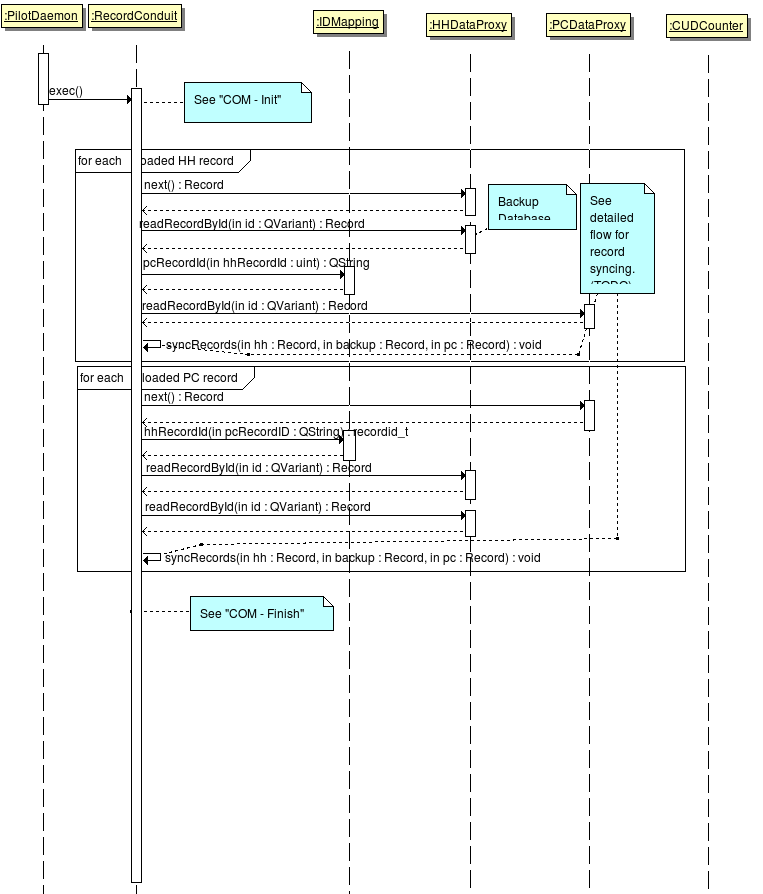 :PilotDaemon
:RecordConduit
:IDMapping
:HHDataProxy
:PCDataProxy
:CUDCounter
exec()
See "COM - Init"
for each loaded HH record
next() : Record
Backup
Database
See
detailed
flow for
record
syncing.
(TODO)
readRecordById(in id : QVariant) : Record
pcRecordId(in hhRecordId : uint) : QString
readRecordById(in id : QVariant) : Record
syncRecords(in hh : Record, in backup : Record, in pc : Record) : void
for each loaded PC record
next() : Record
hhRecordId(in pcRecordID : QString) : recordid_t
readRecordById(in id : QVariant) : Record
readRecordById(in id : QVariant) : Record
syncRecords(in hh : Record, in backup : Record, in pc : Record) : void
See "COM - Finish"